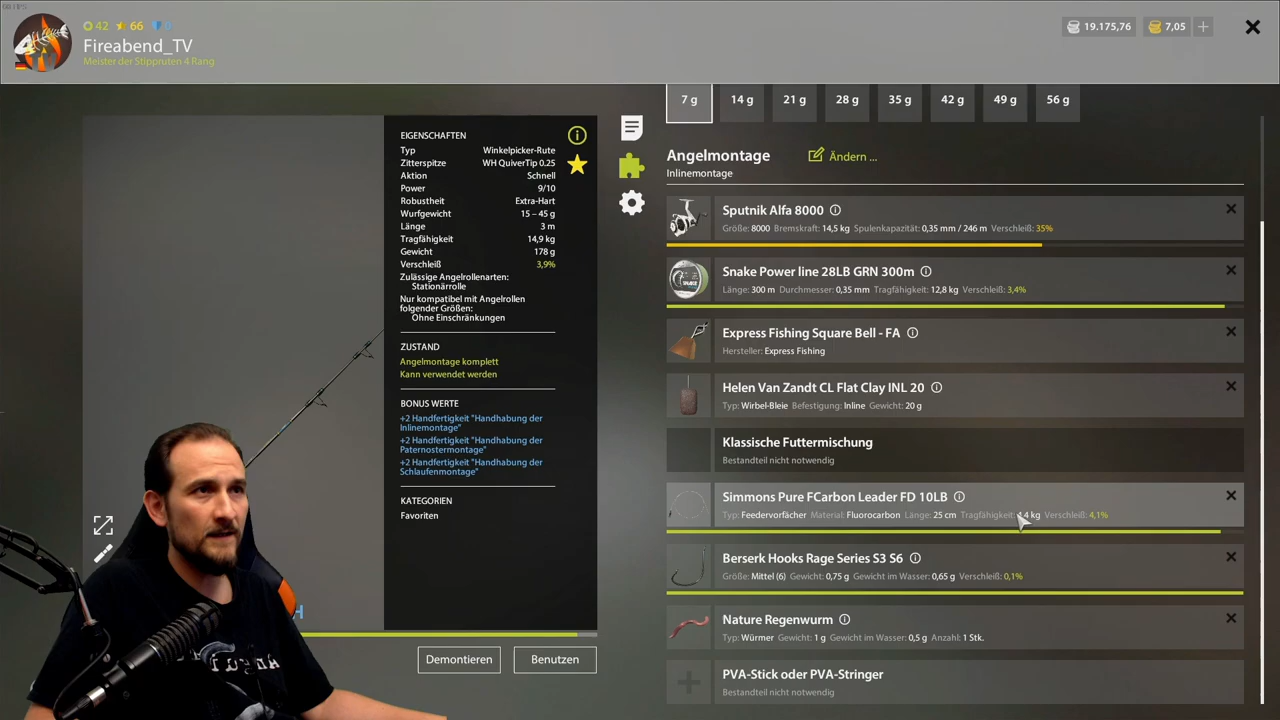 42 66
Fireabend_TV
Meister der Stippruten 4 Rang
19.175,76
7,05
7 g
14 g
21 g
28 g
35 g
42 g
49 g
56 g
EIGENSCHAFTEN
Typ Winkelpicker-Rute
Zitterspitze WH QuiverTip 0.25
Aktion Schnell
Power 9/10
Robustheit Extra-Hart
Wurfgewicht 15 – 45 g
Länge 3 m
Tragfähigkeit 14,9 kg
Gewicht 178 g
Verschleiß 3,9%
Zulässige Angelrollenarten:
Stationärrolle
Nur kompatibel mit Angelrollen
folgender Größen:
Ohne Einschränkungen
ZUSTAND
Angelmontage komplett
Kann verwendet werden
BONUS WERTE
+2 Handfertigkeit "Handhabung der
Inlinemontage"
+2 Handfertigkeit "Handhabung der
Paternostermontage"
+2 Handfertigkeit "Handhabung der
Schlaufenmontage"
KATEGORIEN
Favoriten
Demontieren
Benutzen
Angelmontage
Ändern ...
Inlinemontage
Sputnik Alfa 8000
Größe: 8000 Bremskraft: 14,5 kg Spulenkapazität: 0,35 mm / 246 m Verschleiß: 35%
Snake Power line 28LB GRN 300m
Länge: 300 m Durchmesser: 0,35 mm Tragfähigkeit: 12,8 kg Verschleiß: 3,4%
Express Fishing Square Bell - FA
Hersteller: Express Fishing
Helen Van Zandt CL Flat Clay INL 20
Typ: Wirbel-Bleie Befestigung: Inline Gewicht: 20 g
Klassische Futtermischung
Bestandteil nicht notwendig
Simmons Pure FCarbon Leader FD 10LB
Typ: Feedervorfächer Material: Fluorocarbon Länge: 25 cm Tragfähigkeit: kg Verschleiß: 4,1%
Berserk Hooks Rage Series S3 S6
Größe: Mittel (6) Gewicht: 0,75 g Gewicht im Wasser: 0,65 g Verschleiß: 0,1%
Nature Regenwurm
Typ: Würmer Gewicht: 1 g Gewicht im Wasser: 0,5 g Anzahl: 1 Stk.
PVA-Stick oder PVA-Stringer
Bestandteil nicht notwendig